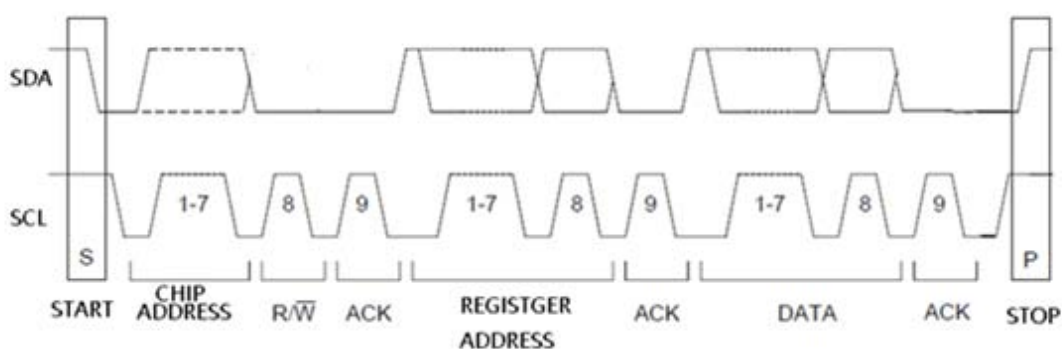 SDA
SCL
1-7 8 9 1-7 8 9 1-7 8 9
S P
START CHIP ADDRESS R/W̅ ACK REGISTGER ADDRESS ACK DATA ACK STOP